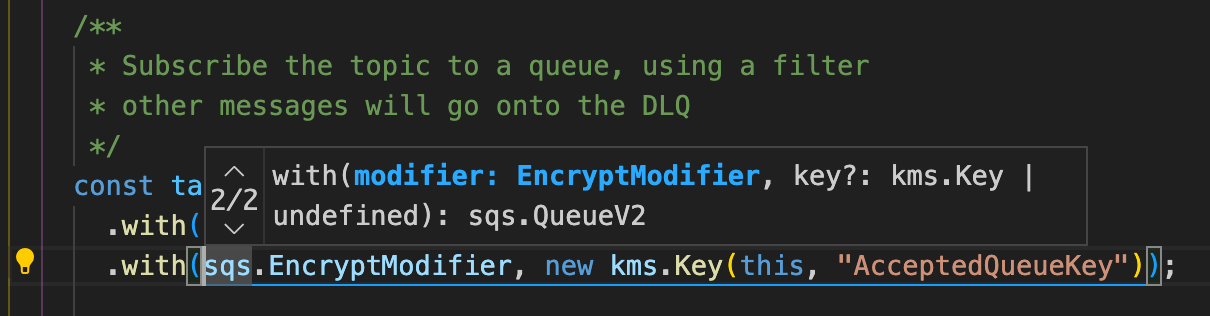 /**
* Subscribe the topic to a queue, using a filter
* other messages will go onto the DLQ
*/
const ta
2/2
with(modifier: EncryptModifier, key?: kms.Key |
undefined): sqs.QueueV2
.with(
.with(sqs.EncryptModifier, new kms.Key(this, "AcceptedQueueKey"));